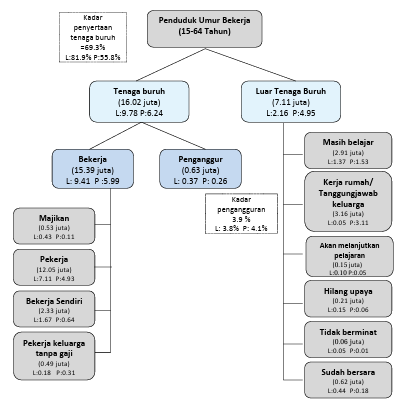 Kadar
penyertaan
tenaga buruh
=69.3%
L:81.9% P:55.8%
Penduduk Umur Bekerja
(15-64 Tahun)
Tenaga buruh
(16.02 juta)
L:9.78 P:6.24
Luar Tenaga Buruh
(7.11 juta)
L:2.16 P:4.95
Bekerja
(15.39 juta)
L: 9.41 P :5.99
Penganggur
(0.63 juta)
L: 0.37 P: 0.26
Kadar
pengangguran
3.9 %
L: 3.8% P: 4.1%
Majikan
(0.53 juta)
L:0.43 P:0.11
Pekerja
(12.05 juta)
L:7.11 P:4.93
Bekerja Sendiri
(2.33 juta)
L:1.67 P:0.64
Pekerja keluarga
tanpa gaji
(0.49 juta)
L:0.18 P:0.31
Masih belajar
(2.91 juta)
L:1.37 P:1.53
Kerja rumah/
Tanggungjawab
keluarga
(3.16 juta)
L:0.05 P:3.11
Akan melanjutkan
pelajaran
(0.15 juta)
L:0.10 P:0.05
Hilang upaya
(0.21 juta)
L:0.15 P:0.06
Tidak berminat
(0.06 juta)
L:0.05 P:0.01
Sudah bersara
(0.62 juta)
L:0.44 P:0.18